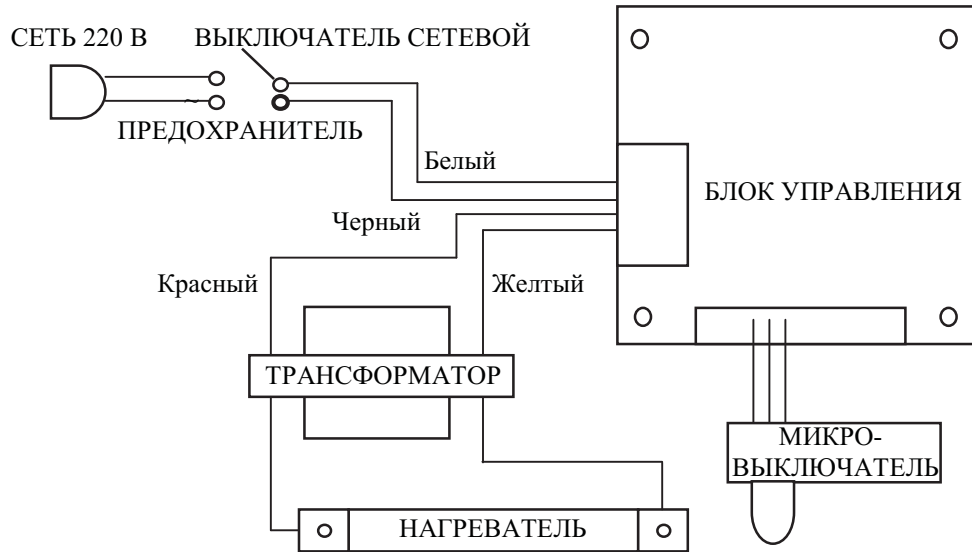 СЕТЬ 220 В
ВЫКЛЮЧАТЕЛЬ СЕТЕВОЙ
ПРЕДОХРАНИТЕЛЬ
Белый
БЛОК УПРАВЛЕНИЯ
Черный
Красный
Желтый
ТРАНСФОРМАТОР
МИКРО-
ВЫКЛЮЧАТЕЛЬ
НАГРЕВАТЕЛЬ